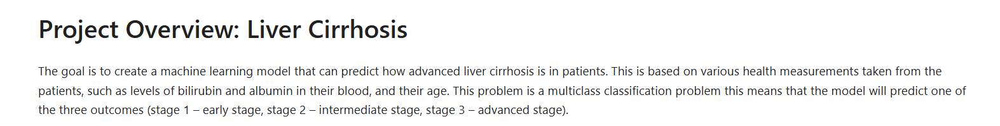 Project Overview: Liver Cirrhosis
The goal is to create a machine learning model that can predict how advanced liver cirrhosis is in patients. This is based on various health measurements taken from the
patients, such as levels of bilirubin and albumin in their blood, and their age. This problem is a multiclass classification problem this means that the model will predict one of
the three outcomes (stage 1 – early stage, stage 2 – intermediate stage, stage 3 – advanced stage).